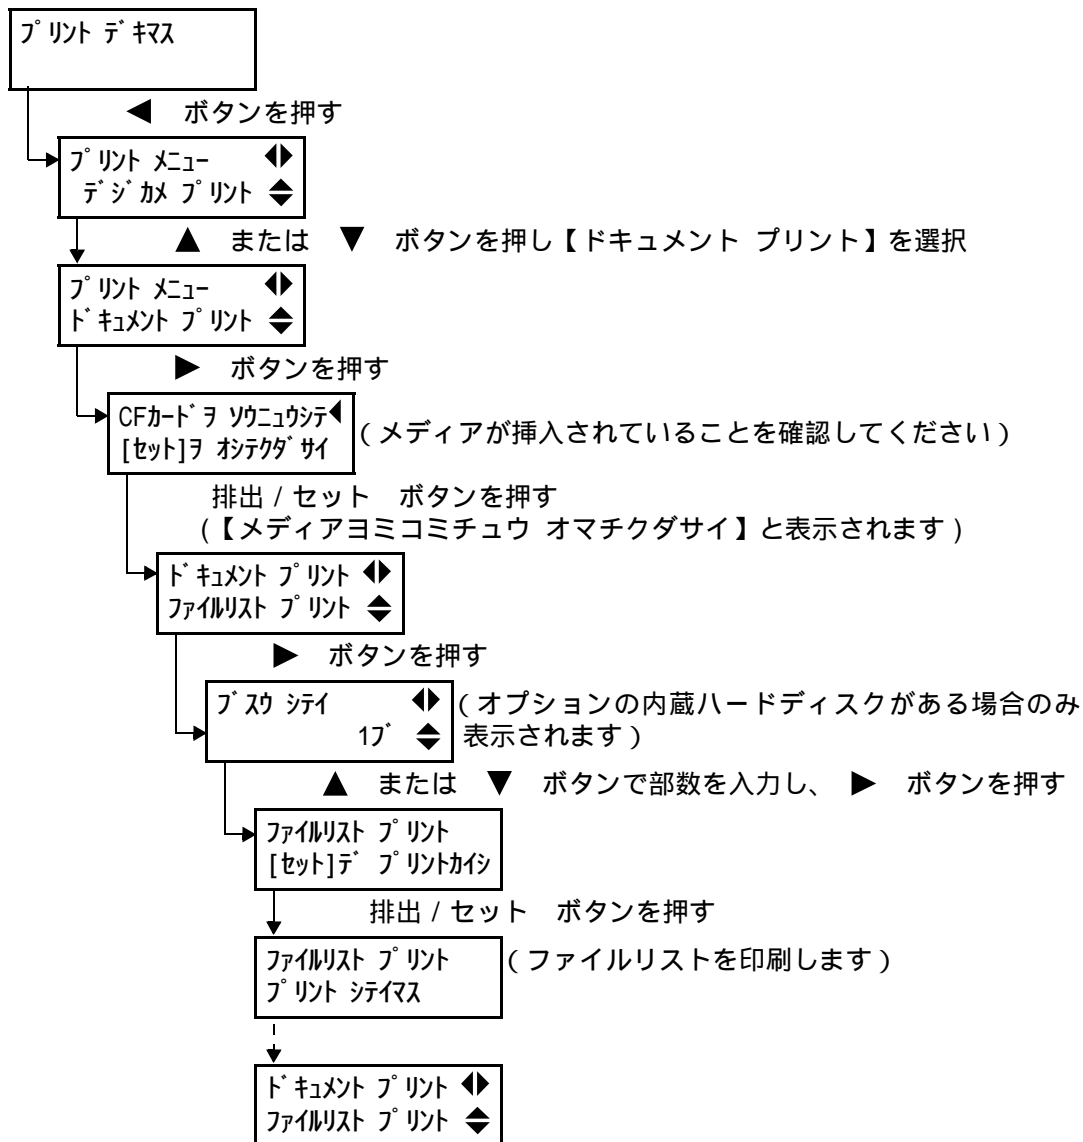 ﾌﾟﾘﾝﾄ ﾃﾞｷﾏｽ
◀ ボタンを押す
ﾌﾟﾘﾝﾄ ﾒﾆｭｰ ◀▶
ﾃﾞｼﾞｶﾒ ﾌﾟﾘﾝﾄ ▲▼
▲ または ▼ ボタンを押し【ドキュメント プリント】を選択
ﾌﾟﾘﾝﾄ ﾒﾆｭｰ ◀▶
ﾄﾞｷｭﾒﾝﾄ ﾌﾟﾘﾝﾄ ▲▼
▶ ボタンを押す
CFｶｰﾄﾞｦ ｿｳﾆｭｳｼﾃ◀
[ｾｯﾄ]ｦ ｵｼﾃｸﾀﾞｻｲ
(メディアが挿入されていることを確認してください)
排出 / セット ボタンを押す
(【メディアヨミコミチュウ オマチクダサイ】と表示されます)
ﾄﾞｷｭﾒﾝﾄ ﾌﾟﾘﾝﾄ ◀▶
ﾌｧｲﾙﾘｽﾄ ﾌﾟﾘﾝﾄ ▲▼
▶ ボタンを押す
ﾌﾞｽｳ ｼﾃｲ ◀▶
1ﾌﾞ ▲▼
(オプションの内蔵ハードディスクがある場合のみ
表示されます)
▲ または ▼ ボタンで部数を入力し、 ▶ ボタンを押す
ﾌｧｲﾙﾘｽﾄ ﾌﾟﾘﾝﾄ
[ｾｯﾄ]ﾃﾞ ﾌﾟﾘﾝﾄｶｲｼ
排出 / セット ボタンを押す
ﾌｧｲﾙﾘｽﾄ ﾌﾟﾘﾝﾄ
ﾌﾟﾘﾝﾄ ｼﾃｲﾏｽ
(ファイルリストを印刷します)
ﾄﾞｷｭﾒﾝﾄ ﾌﾟﾘﾝﾄ ◀▶
ﾌｧｲﾙﾘｽﾄ ﾌﾟﾘﾝﾄ ▲▼